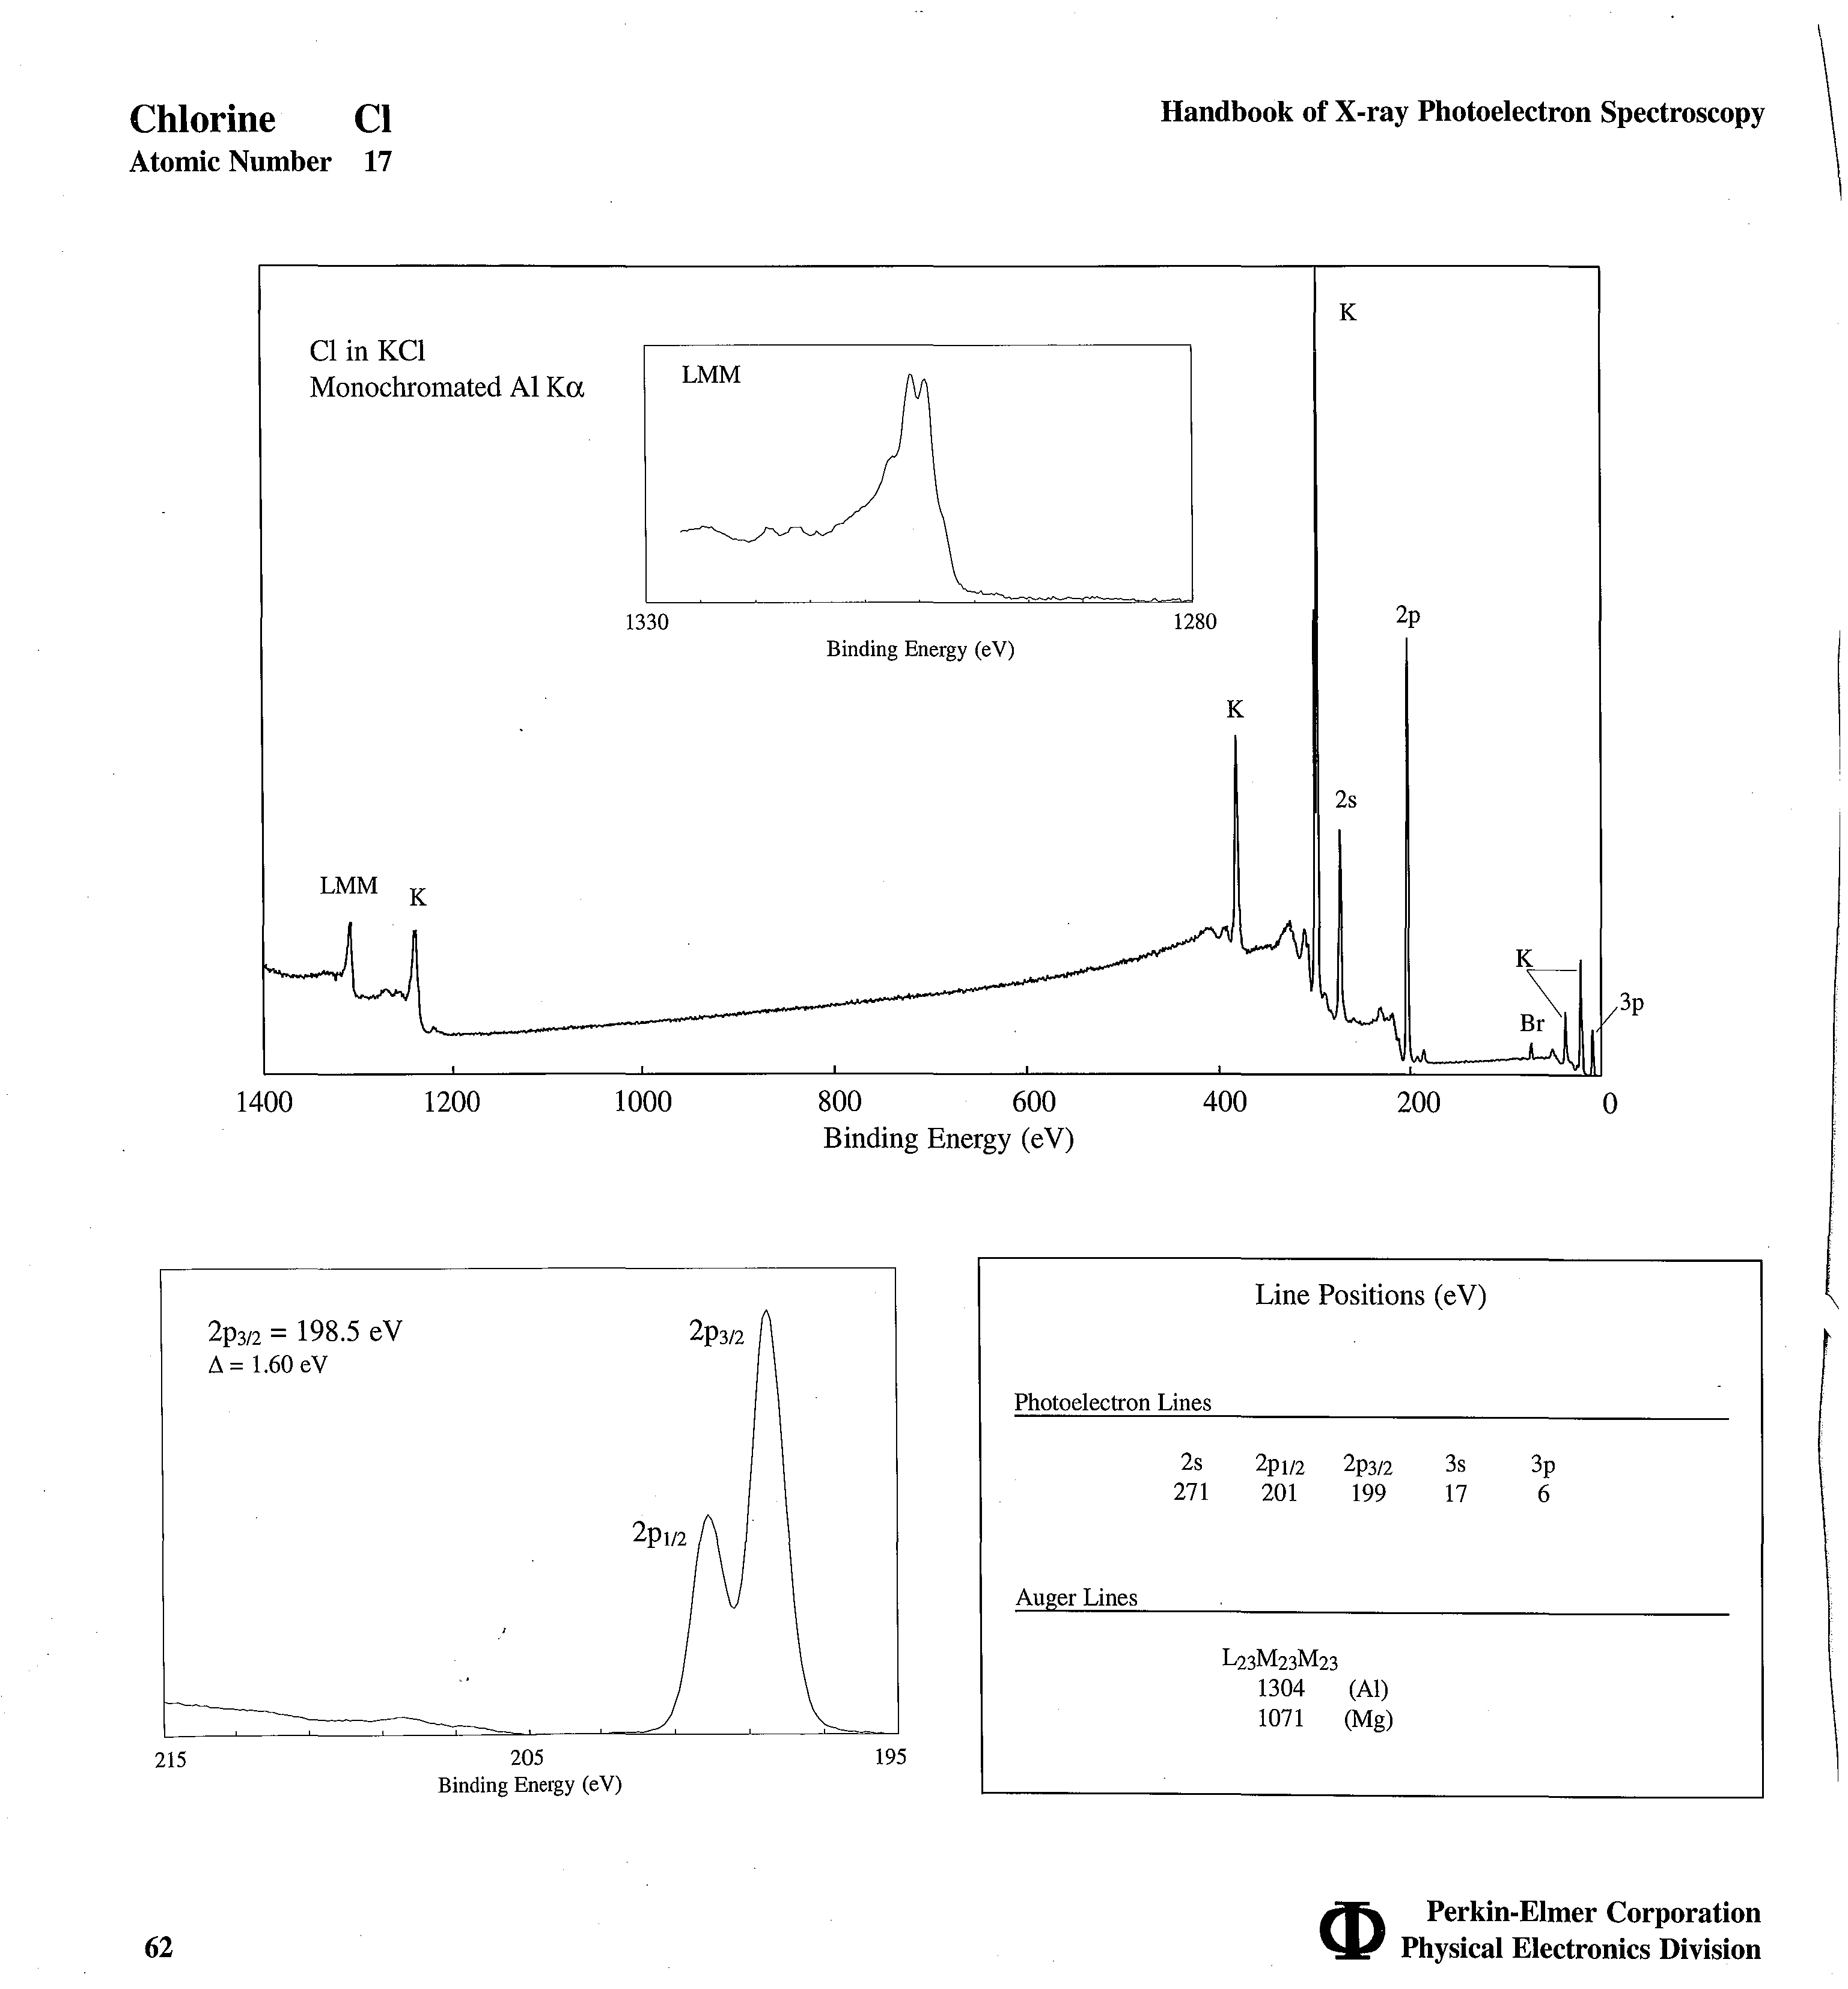 Chlorine Cl
Atomic Number 17
Handbook of X-ray Photoelectron Spectroscopy
Cl in KCl
Monochromated Al Kα
LMM
1330 1280
Binding Energy (eV)
K
2p
K
2s
LMM
K
K
Br
3p
1400 1200 1000 800 600 400 200 0
Binding Energy (eV)
2p3/2 = 198.5 eV
Δ = 1.60 eV
2p3/2
2p1/2
215 205 195
Binding Energy (eV)
Line Positions (eV)
Photoelectron Lines
2s 2p1/2 2p3/2 3s 3p
271 201 199 17 6
Auger Lines
L23M23M23
1304 (Al)
1071 (Mg)
62
Perkin-Elmer Corporation
Physical Electronics Division